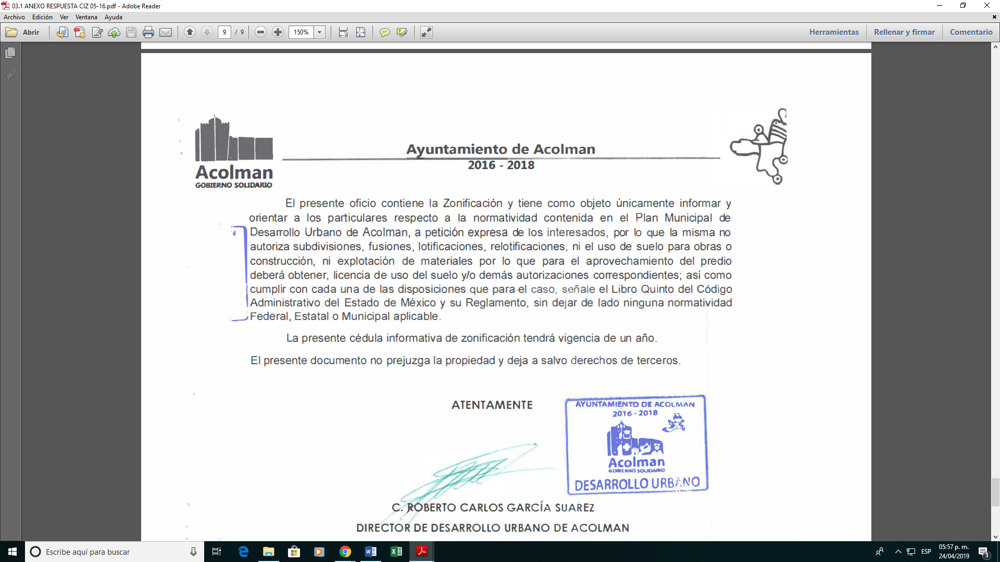 03.1 ANEXO RESPUESTA CIZ 05-16.pdf - Adobe Reader
Archivo Edición Ver Ventana Ayuda
Abrir 9 / 9 150% Herramientas Rellenar y firmar Comentario
Acolman
GOBIERNO SOLIDARIO
Ayuntamiento de Acolman
2016 - 2018
El presente oficio contiene la Zonificación y tiene como objeto únicamente informar y
orientar a los particulares respecto a la normatividad contenida en el Plan Municipal de
Desarrollo Urbano de Acolman, a petición expresa de los interesados, por lo que la misma no
autoriza subdivisiones, fusiones, lotificaciones, relotificaciones, ni el uso de suelo para obras o
construcción, ni explotación de materiales por lo que para el aprovechamiento del predio
deberá obtener, licencia de uso del suelo y/o demás autorizaciones correspondientes; así como
cumplir con cada una de las disposiciones que para el caso, señale el Libro Quinto del Código
Administrativo del Estado de México y su Reglamento, sin dejar de lado ninguna normatividad
Federal, Estatal o Municipal aplicable.
La presente cédula informativa de zonificación tendrá vigencia de un año.
El presente documento no prejuzga la propiedad y deja a salvo derechos de terceros.
ATENTAMENTE
AYUNTAMIENTO DE ACOLMAN
2016 - 2018
Acolman
GOBIERNO SOLIDARIO
DESARROLLO URBANO
C. ROBERTO CARLOS GARCÍA SUAREZ
DIRECTOR DE DESARROLLO URBANO DE ACOLMAN
Escribe aquí para buscar
ESP
05:57 p. m.
24/04/2019
3